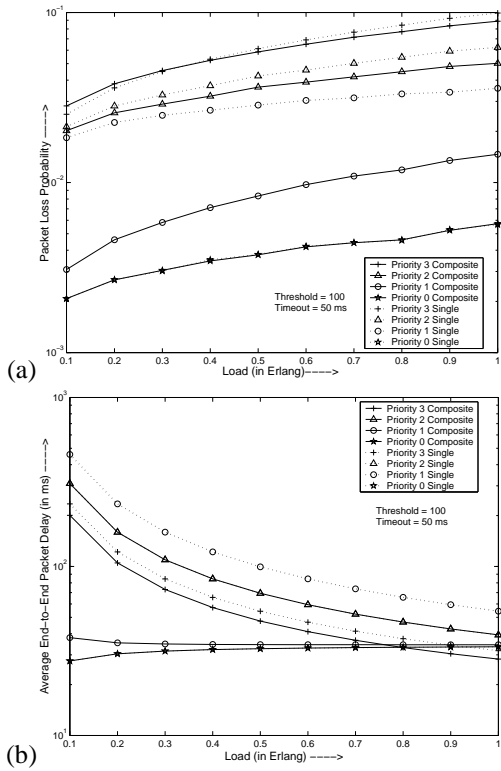 10⁻¹
10⁻²
10⁻³
Packet Loss Probability ---->
Priority 3 Composite
Priority 2 Composite
Priority 1 Composite
Priority 0 Composite
Priority 3 Single
Priority 2 Single
Priority 1 Single
Priority 0 Single
Threshold = 100
Timeout = 50 ms
0.1 0.2 0.3 0.4 0.5 0.6 0.7 0.8 0.9 1
Load (in Erlang)---->
(a)
10³
10²
10¹
Average End-to-End Packet Delay (in ms) ---->
Priority 3 Composite
Priority 2 Composite
Priority 1 Composite
Priority 0 Composite
Priority 3 Single
Priority 2 Single
Priority 1 Single
Priority 0 Single
Threshold = 100
Timeout = 50 ms
0.1 0.2 0.3 0.4 0.5 0.6 0.7 0.8 0.9 1
Load (in Erlang) ---->
(b)